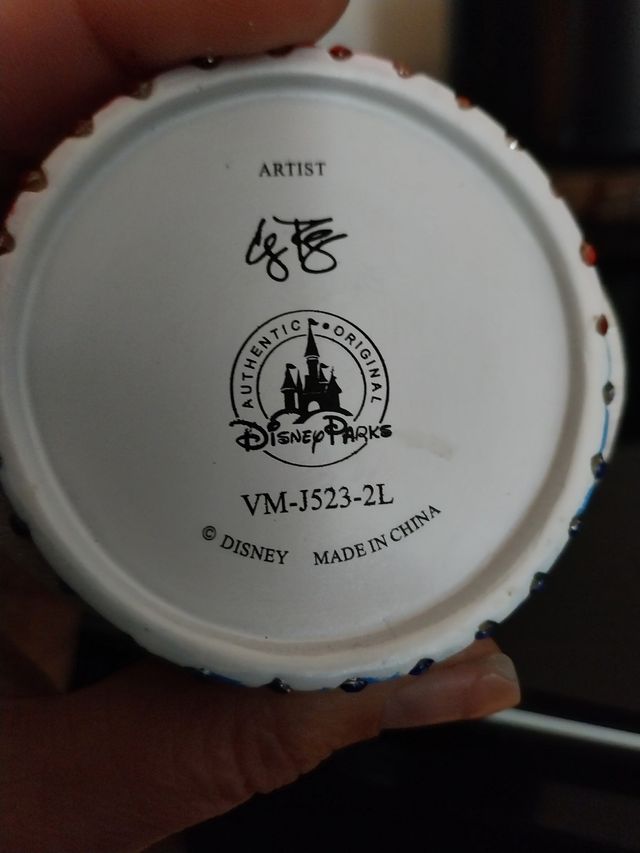 ARTIST
AUTHENTIC • ORIGINAL
Disney Parks
VM-J523-2L
© DISNEY MADE IN CHINA